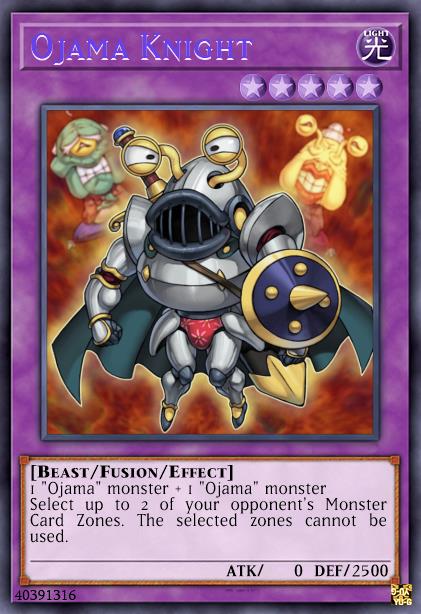 Ojama Knight
LIGHT
光
[Beast/Fusion/Effect]
1 "Ojama" monster + 1 "Ojama" monster
Select up to 2 of your opponent's Monster
Card Zones. The selected zones cannot be
used.
ATK/ 0 DEF/2500
40391316